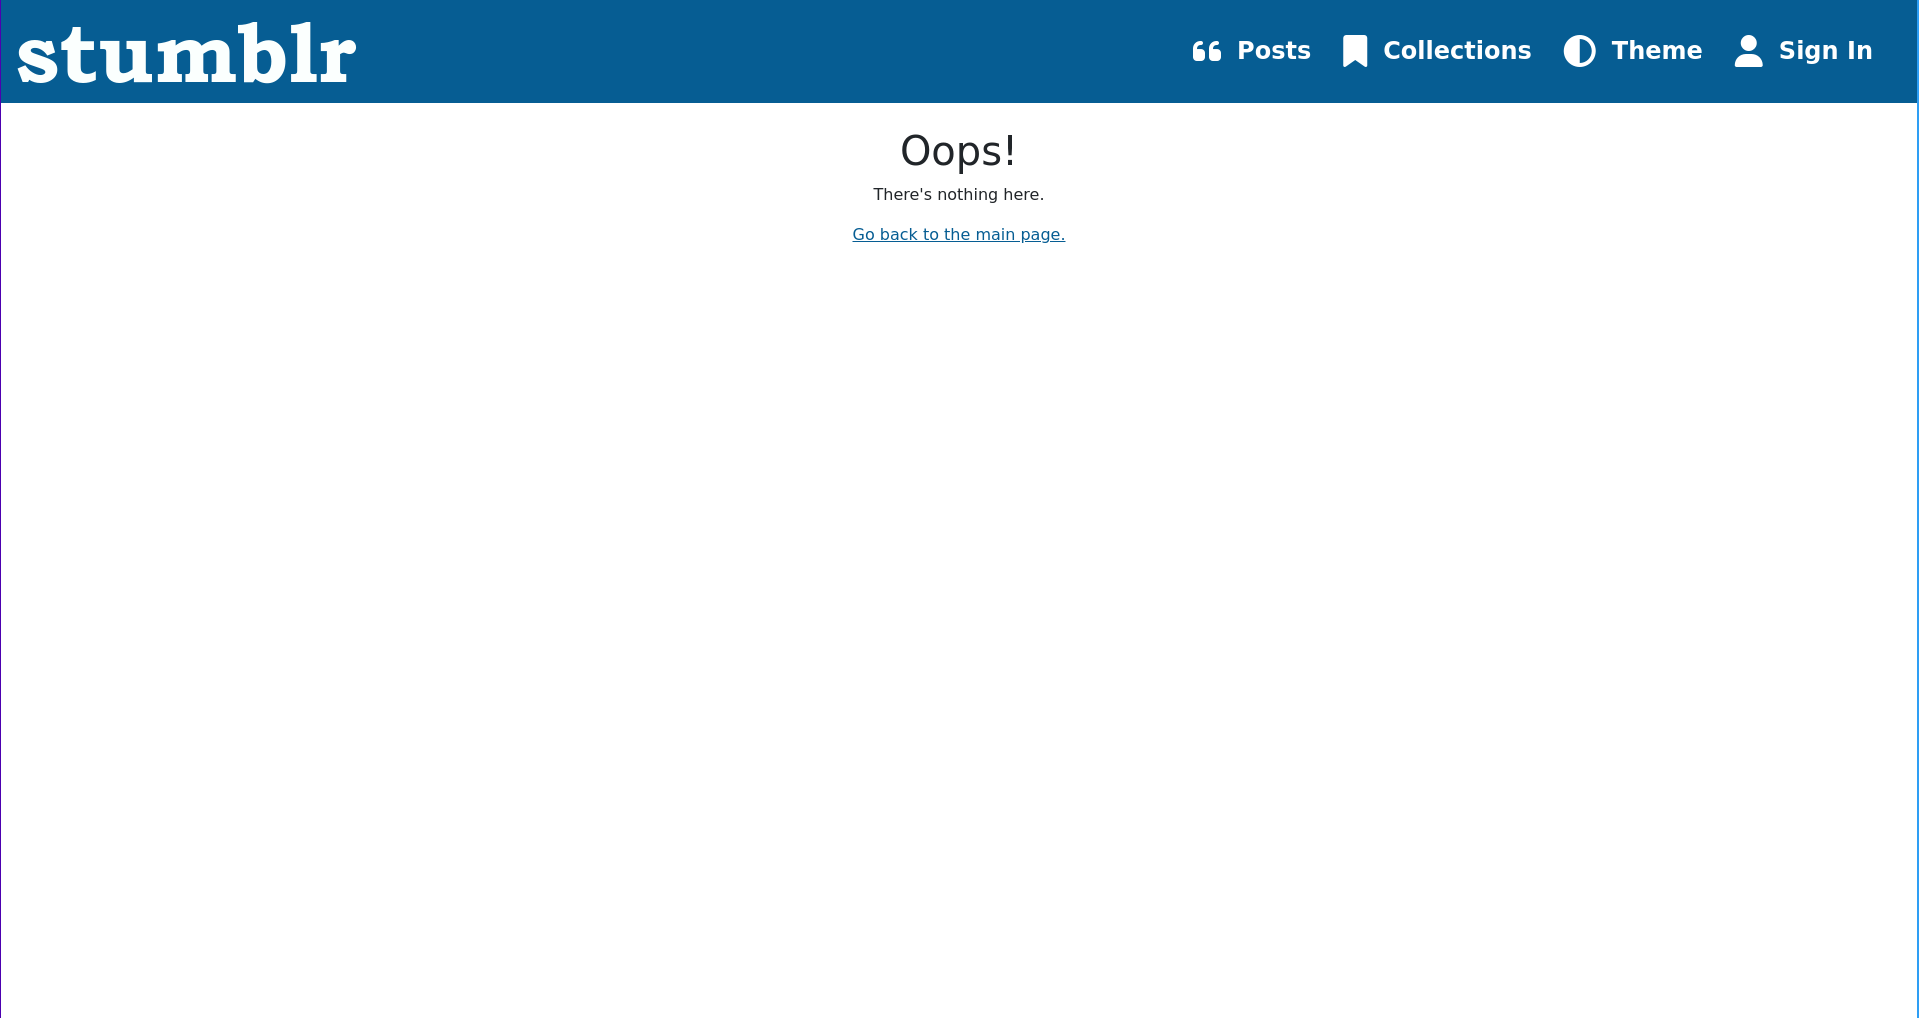 stumblr
Posts
Collections
Theme
Sign In
Oops!
There's nothing here.
Go back to the main page.